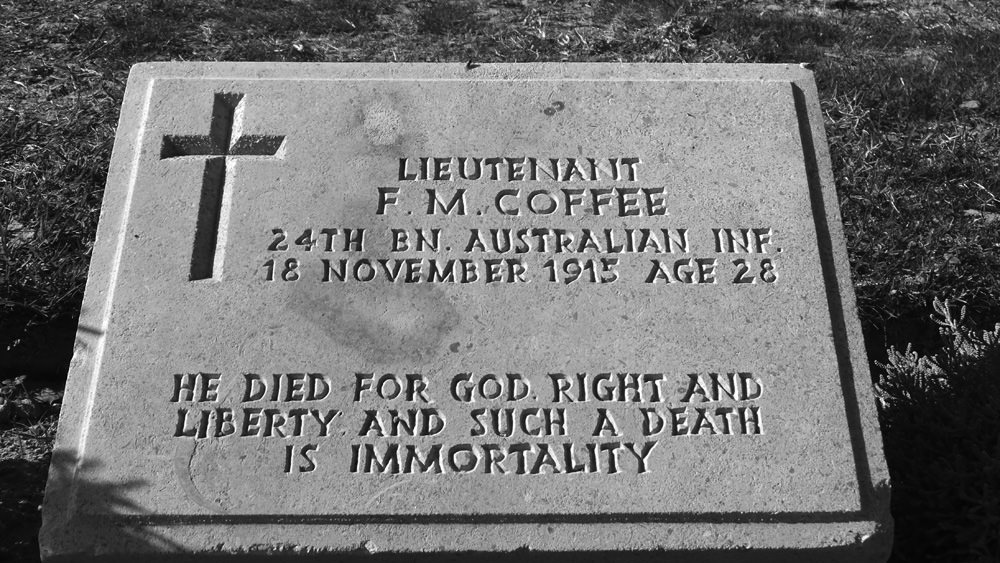 LIEUTENANT
F. M. COFFEE
24TH BN. AUSTRALIAN INF.
18 NOVEMBER 1915 AGE 28
HE DIED FOR GOD. RIGHT AND
LIBERTY. AND SUCH A DEATH
IS IMMORTALITY